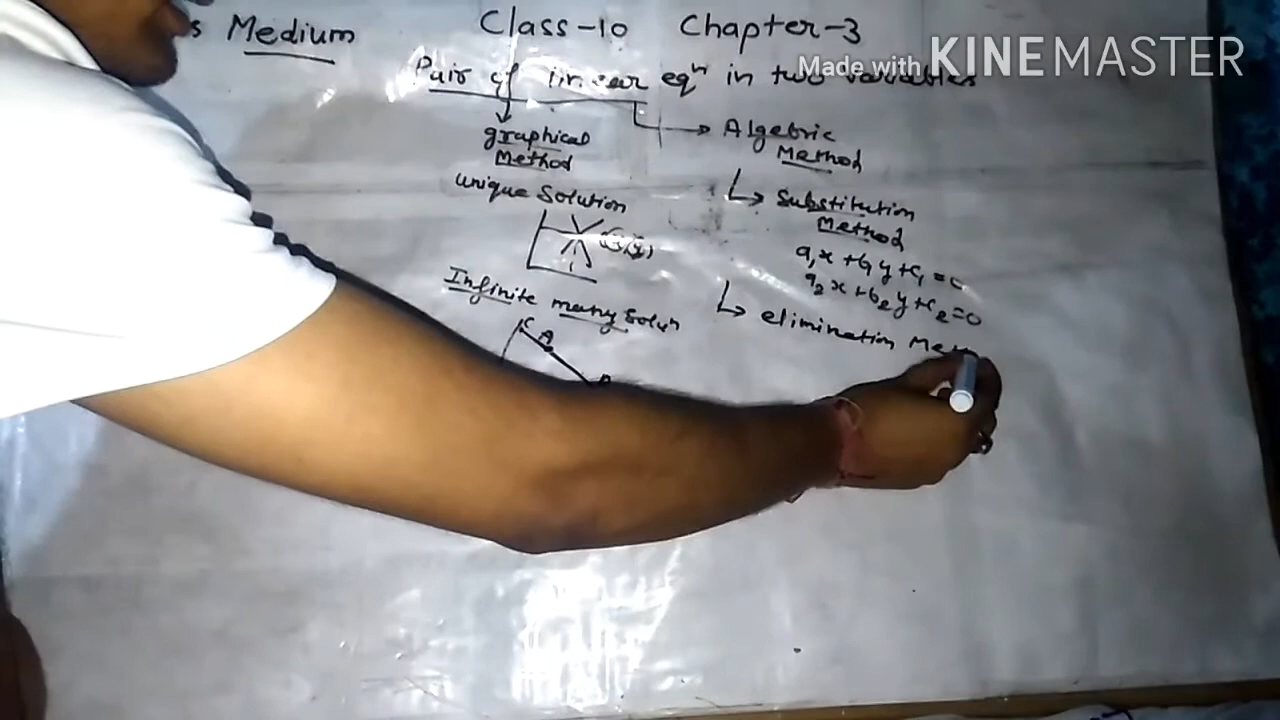 Medium
Class-10 Chapter-3
Made with KINEMASTER
Pair of linear eqⁿ in two variables
graphical
Method
Unique Solution
Infinite many Soluⁿ
C A
Algebric
Method
Substitution
Method
a₁x + b₁y + c₁ = 0
a₂x + b₂y + c₂ = 0
elimination